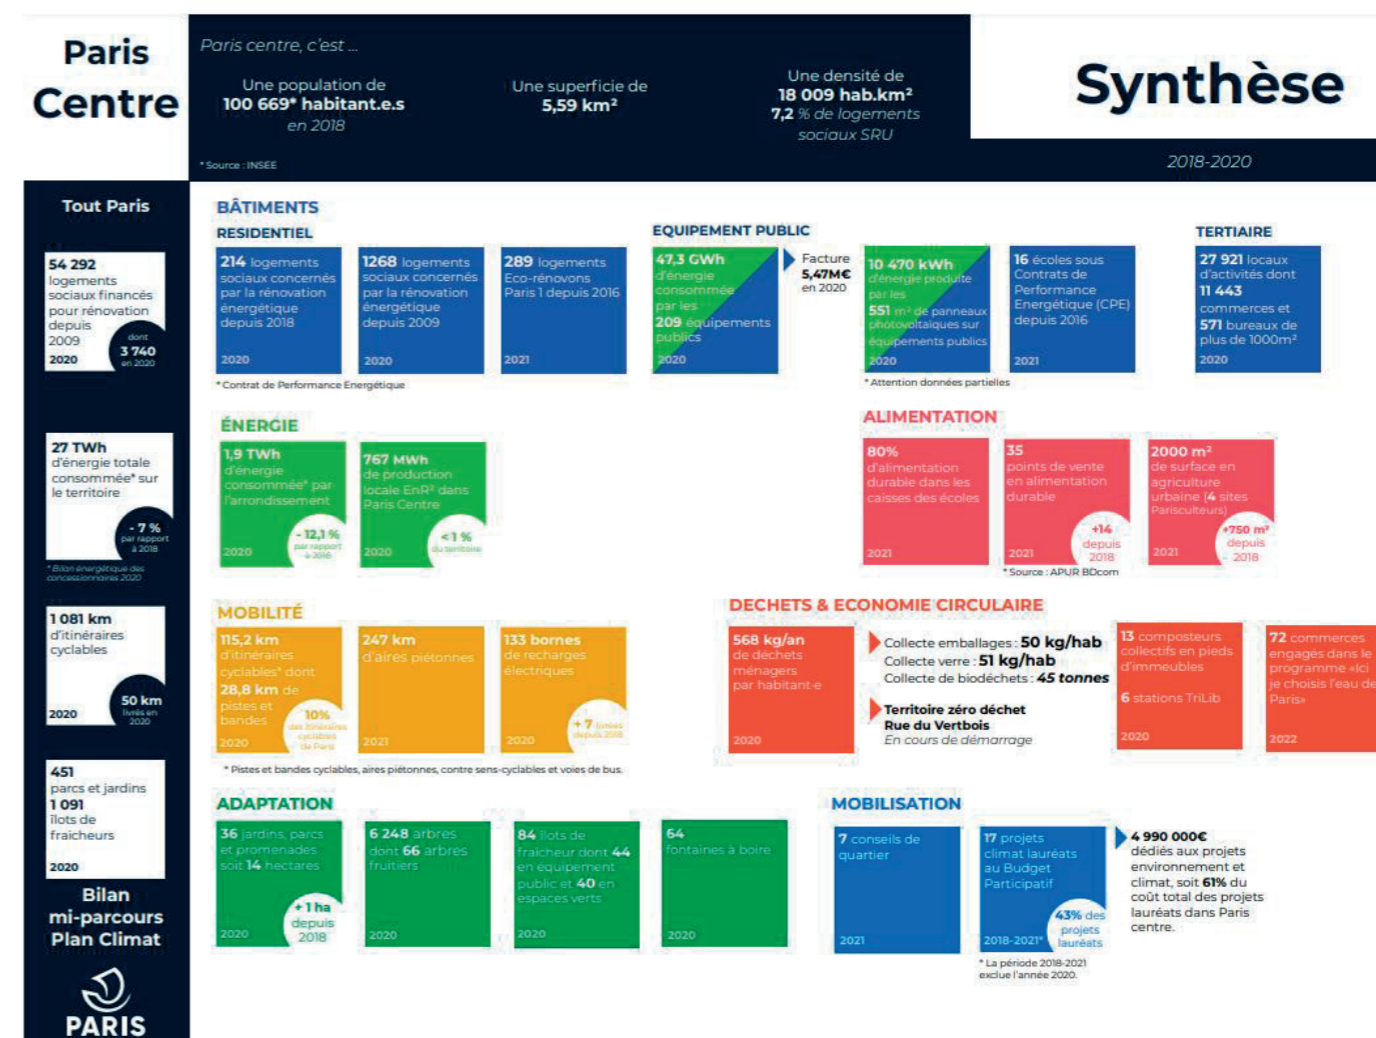 Paris
Centre
Paris centre, c'est ...
Une population de
100 669* habitant.e.s
en 2018
Une superficie de
5,59 km²
Une densité de
18 009 hab.km²
7,2 % de logements
sociaux SRU
* Source : INSEE
Synthèse
2018-2020
Tout Paris
54 292
logements
sociaux financés
pour rénovation
depuis
2009
2020
dont
3 740
en 2020
27 TWh
d'énergie totale
consommée* sur
le territoire
- 7 %
par rapport
à 2018
* Bilan énergétique des
concessionnaires 2020
1 081 km
d'itinéraires
cyclables
2020
50 km
livrés en
2020
451
parcs et jardins
1 091
îlots de
fraicheurs
2020
Bilan
mi-parcours
Plan Climat
PARIS
BÂTIMENTS
RESIDENTIEL
214 logements
sociaux concernés
par la rénovation
énergétique
depuis 2018
2020
1268 logements
sociaux concernés
par la rénovation
énergétique
depuis 2009
2020
289 logements
Eco-rénovons
Paris 1 depuis 2016
2021
* Contrat de Performance Energétique
EQUIPEMENT PUBLIC
47,3 GWh
d'énergie
consommée
par les
209 équipements
publics
2020
Facture
5,47M€
en 2020
10 470 kWh
d'énergie produite
par les
551 m² de panneaux
photovoltaïques sur
équipements publics
2020
16 écoles sous
Contrats de
Performance
Energétique (CPE)
depuis 2016
2021
* Attention données partielles
TERTIAIRE
27 921 locaux
d'activités dont
11 443
commerces et
571 bureaux de
plus de 1000m²
2020
ÉNERGIE
1,9 TWh
d'énergie
consommée* par
l'arrondissement
2020
- 12,1 %
par rapport
à 2018
767 MWh
de production
locale EnR² dans
Paris Centre
2020
<1 %
du territoire
ALIMENTATION
80%
d'alimentation
durable dans les
caisses des écoles
2021
35
points de vente
en alimentation
durable
2021
+14
depuis
2018
2000 m²
de surface en
agriculture
urbaine (4 sites
Parisculteurs)
2021
+750 m²
depuis
2018
* Source : APUR BDcom
MOBILITÉ
115,2 km
d'itinéraires
cyclables* dont
28,8 km de
pistes et
bandes
2020
10%
des itinéraires
cyclables
de Paris
247 km
d'aires piétonnes
2021
133 bornes
de recharges
électriques
2020
+ 7 livrées
depuis 2018
* Pistes et bandes cyclables, aires piétonnes, contre sens-cyclables et voies de bus.
DECHETS & ECONOMIE CIRCULAIRE
568 kg/an
de déchets
ménagers
par habitant·e
2020
Collecte emballages : 50 kg/hab
Collecte verre : 51 kg/hab
Collecte de biodéchets : 45 tonnes
Territoire zéro déchet
Rue du Vertbois
En cours de démarrage
13 composteurs
collectifs en pieds
d'immeubles
6 stations TriLib
2020
72 commerces
engagés dans le
programme «Ici
je choisis l'eau de
Paris»
2022
ADAPTATION
36 jardins, parcs
et promenades
soit 14 hectares
2020
+ 1 ha
depuis
2018
6 248 arbres
dont 66 arbres
fruitiers
2020
84 îlots de
fraîcheur dont 44
en équipement
public et 40 en
espaces verts
2020
64
fontaines à boire
2020
MOBILISATION
7 conseils de
quartier
2021
17 projets
climat lauréats
au Budget
Participatif
2018-2021*
43% des
projets
lauréats
4 990 000€
dédiés aux projets
environnement et
climat, soit 61% du
coût total des projets
lauréats dans Paris
centre.
* La période 2018-2021
exclue l'année 2020.